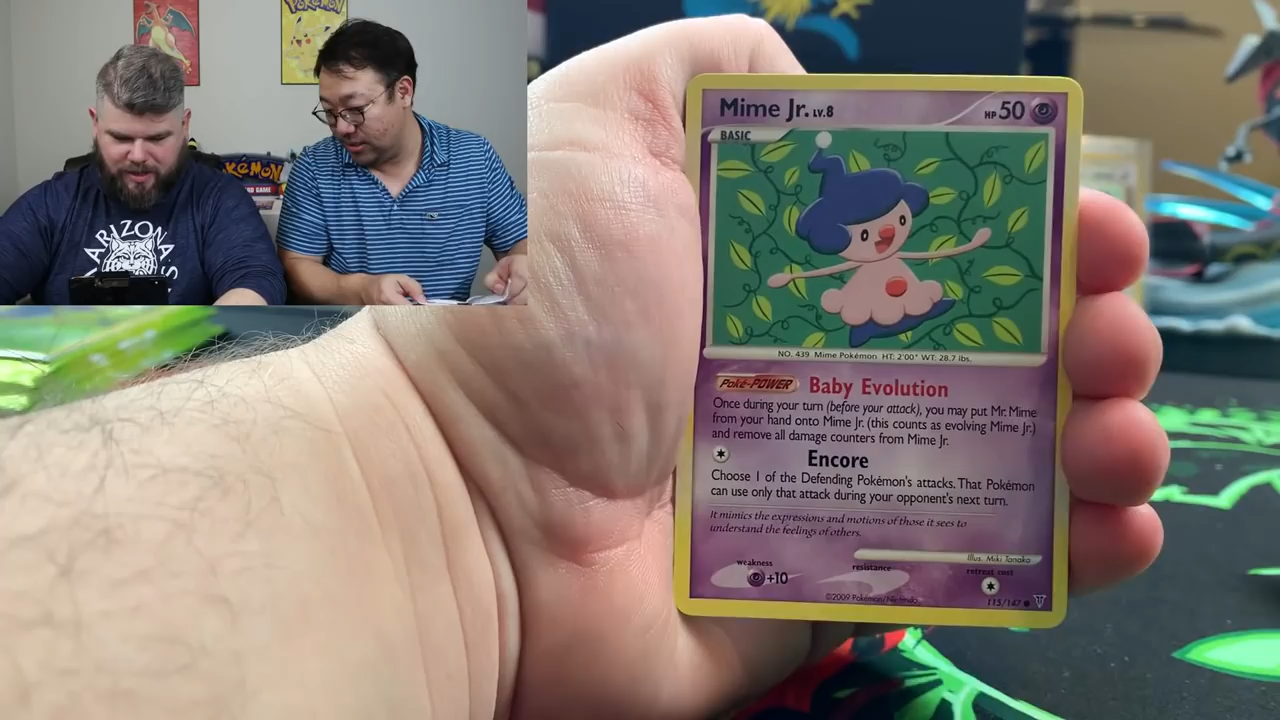 POKÉMON
POKÉMON
CARD GAME
ARIZONA
Mime Jr. LV.8
HP 50
BASIC
NO. 439 Mime Pokémon HT: 2'00" WT: 28.7 lbs.
Poké-POWER Baby Evolution
Once during your turn (before your attack), you may put Mr. Mime
from your hand onto Mime Jr. (this counts as evolving Mime Jr.)
and remove all damage counters from Mime Jr.
Encore
Choose 1 of the Defending Pokémon's attacks. That Pokémon
can use only that attack during your opponent's next turn.
It mimics the expressions and motions of those it sees to
understand the feelings of others.
Illus. Miki Tanaka
weakness resistance retreat cost
+10
©2009 Pokémon/Nintendo
115/147